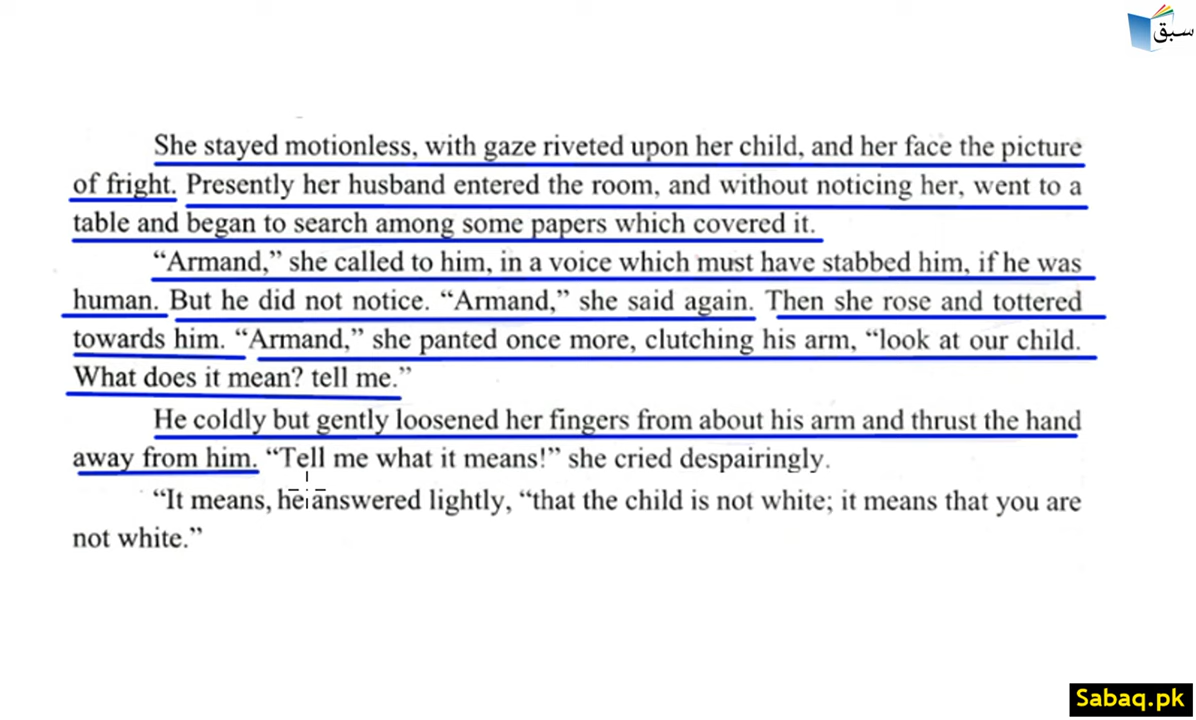 سبق
She stayed motionless, with gaze riveted upon her child, and her face the picture
of fright. Presently her husband entered the room, and without noticing her, went to a
table and began to search among some papers which covered it.
“Armand,” she called to him, in a voice which must have stabbed him, if he was
human. But he did not notice. “Armand,” she said again. Then she rose and tottered
towards him. “Armand,” she panted once more, clutching his arm, “look at our child.
What does it mean? tell me.”
He coldly but gently loosened her fingers from about his arm and thrust the hand
away from him. “Tell me what it means!” she cried despairingly.
“It means, he answered lightly, “that the child is not white; it means that you are
not white.”
Sabaq.pk